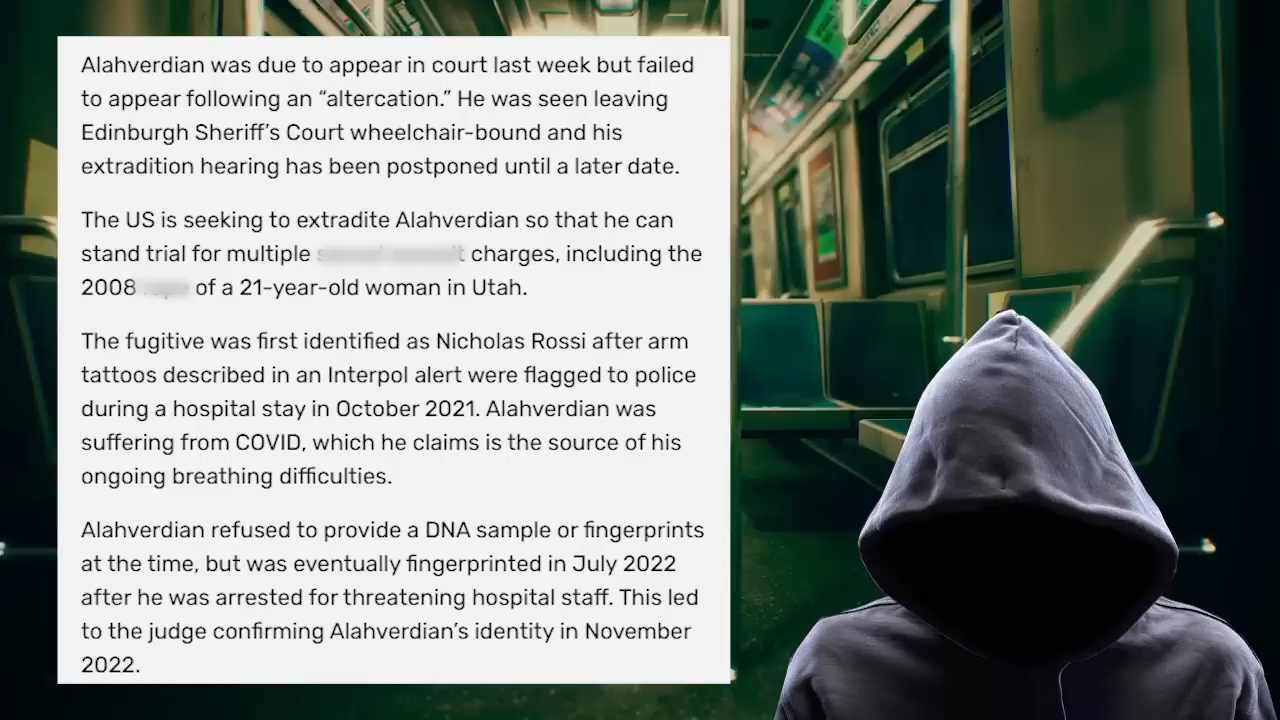 Alahverdian was due to appear in court last week but failed
to appear following an “altercation.” He was seen leaving
Edinburgh Sheriff’s Court wheelchair-bound and his
extradition hearing has been postponed until a later date.
The US is seeking to extradite Alahverdian so that he can
stand trial for multiple charges, including the
2008 of a 21-year-old woman in Utah.
The fugitive was first identified as Nicholas Rossi after arm
tattoos described in an Interpol alert were flagged to police
during a hospital stay in October 2021. Alahverdian was
suffering from COVID, which he claims is the source of his
ongoing breathing difficulties.
Alahverdian refused to provide a DNA sample or fingerprints
at the time, but was eventually fingerprinted in July 2022
after he was arrested for threatening hospital staff. This led
to the judge confirming Alahverdian’s identity in November
2022.